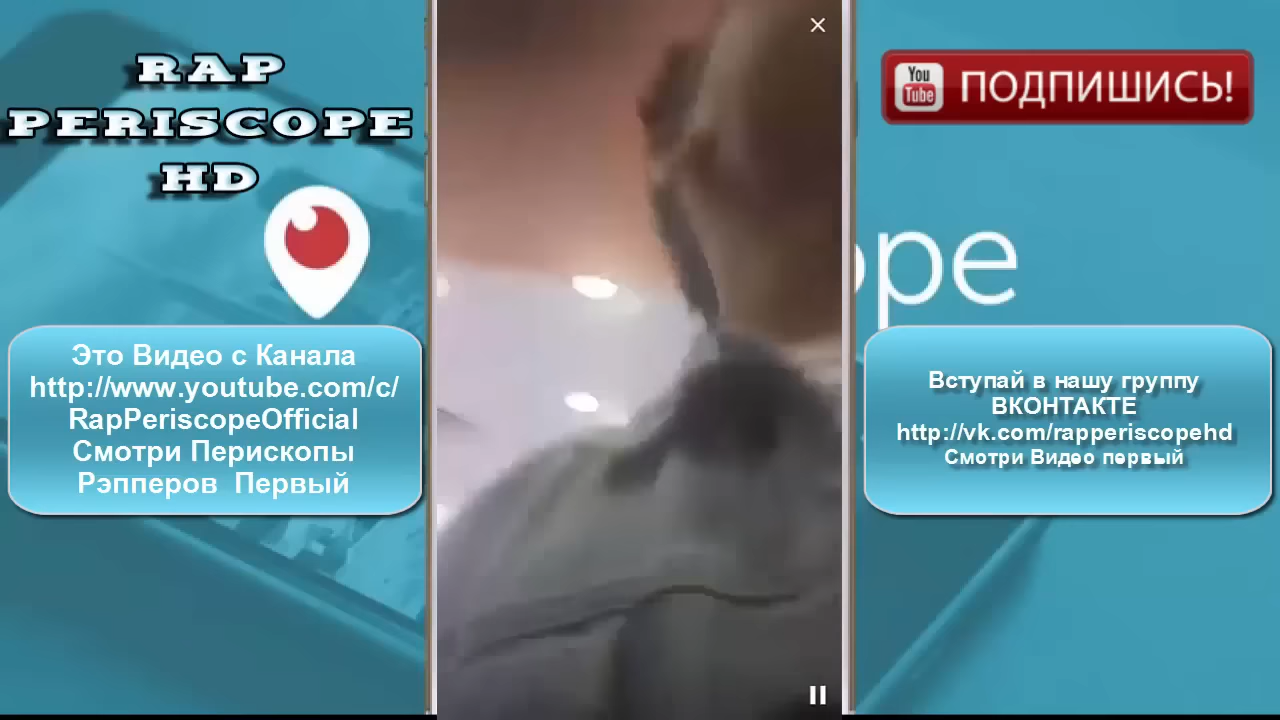 RAP
PERISCOPE
HD
Это Видео с Канала
http://www.youtube.com/c/
RapPeriscopeOfficial
Смотри Перископы
Рэпперов Первый
You
Tube
ПОДПИШИСЬ!
ope
Вступай в нашу группу
ВКОНТАКТЕ
http://vk.com/rapperiscopehd
Смотри Видео первый